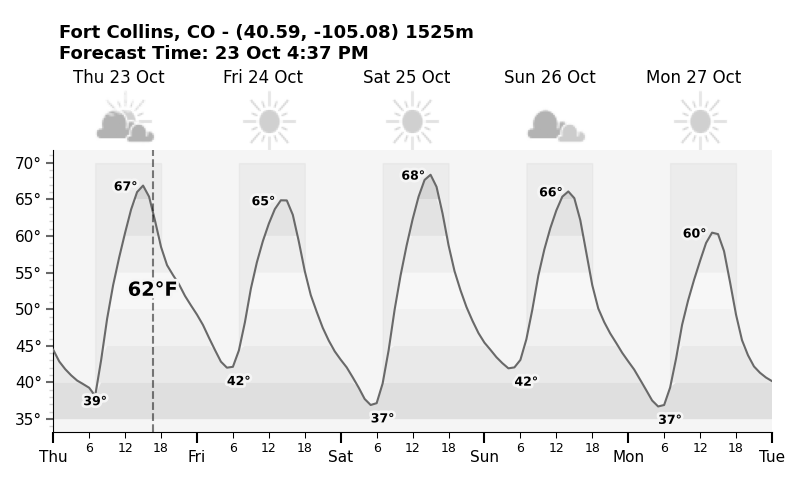 Fort Collins, CO - (40.59, -105.08) 1525m
Forecast Time: 23 Oct 4:37 PM
Thu 23 Oct Fri 24 Oct Sat 25 Oct Sun 26 Oct Mon 27 Oct
70°
65°
60°
55°
50°
45°
40°
35°
67° 65° 68° 66° 60°
62°F
39° 42° 37° 42° 37°
6 12 18 6 12 18 6 12 18 6 12 18 6 12 18
Thu Fri Sat Sun Mon Tue